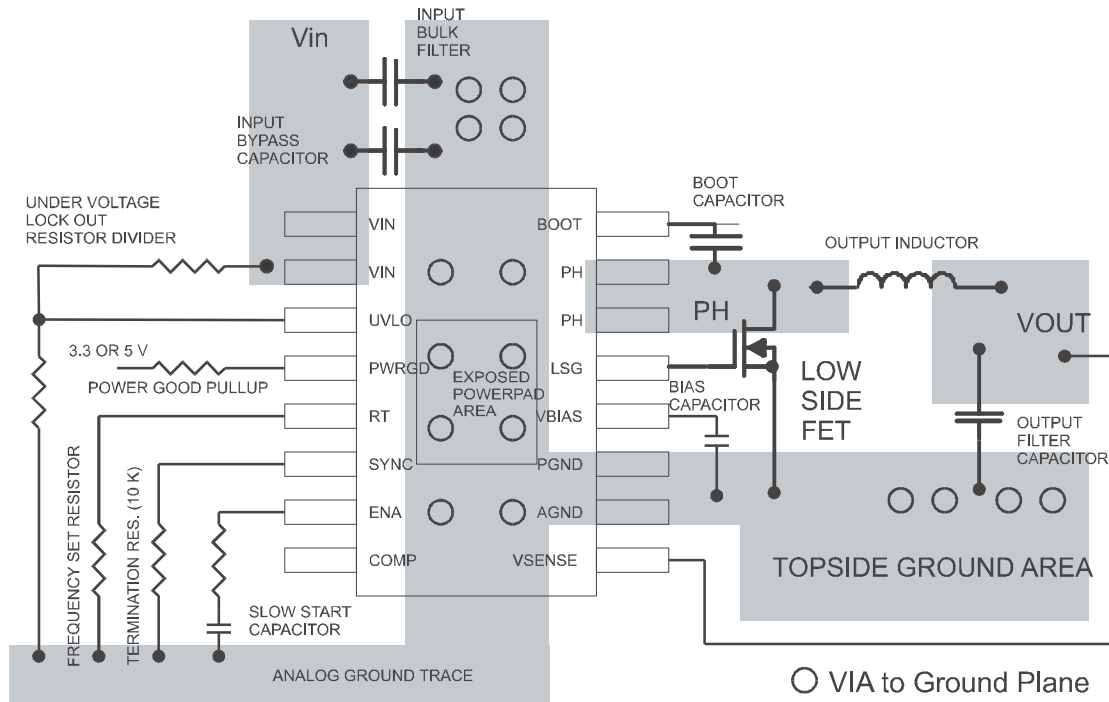 Vin
INPUT
BULK
FILTER
INPUT
BYPASS
CAPACITOR
UNDER VOLTAGE
LOCK OUT
RESISTOR DIVIDER
BOOT
CAPACITOR
OUTPUT INDUCTOR
VIN
BOOT
VIN
PH
UVLO
PH
PH
VOUT
3.3 OR 5 V
POWER GOOD PULLUP
PWRGD
LSG
EXPOSED
POWERPAD
AREA
BIAS
CAPACITOR
LOW
SIDE
FET
RT
VBIAS
OUTPUT
FILTER
CAPACITOR
SYNC
PGND
ENA
AGND
COMP
VSENSE
FREQUENCY SET RESISTOR
TERMINATION RES. (10 K)
SLOW START
CAPACITOR
TOPSIDE GROUND AREA
ANALOG GROUND TRACE
VIA to Ground Plane